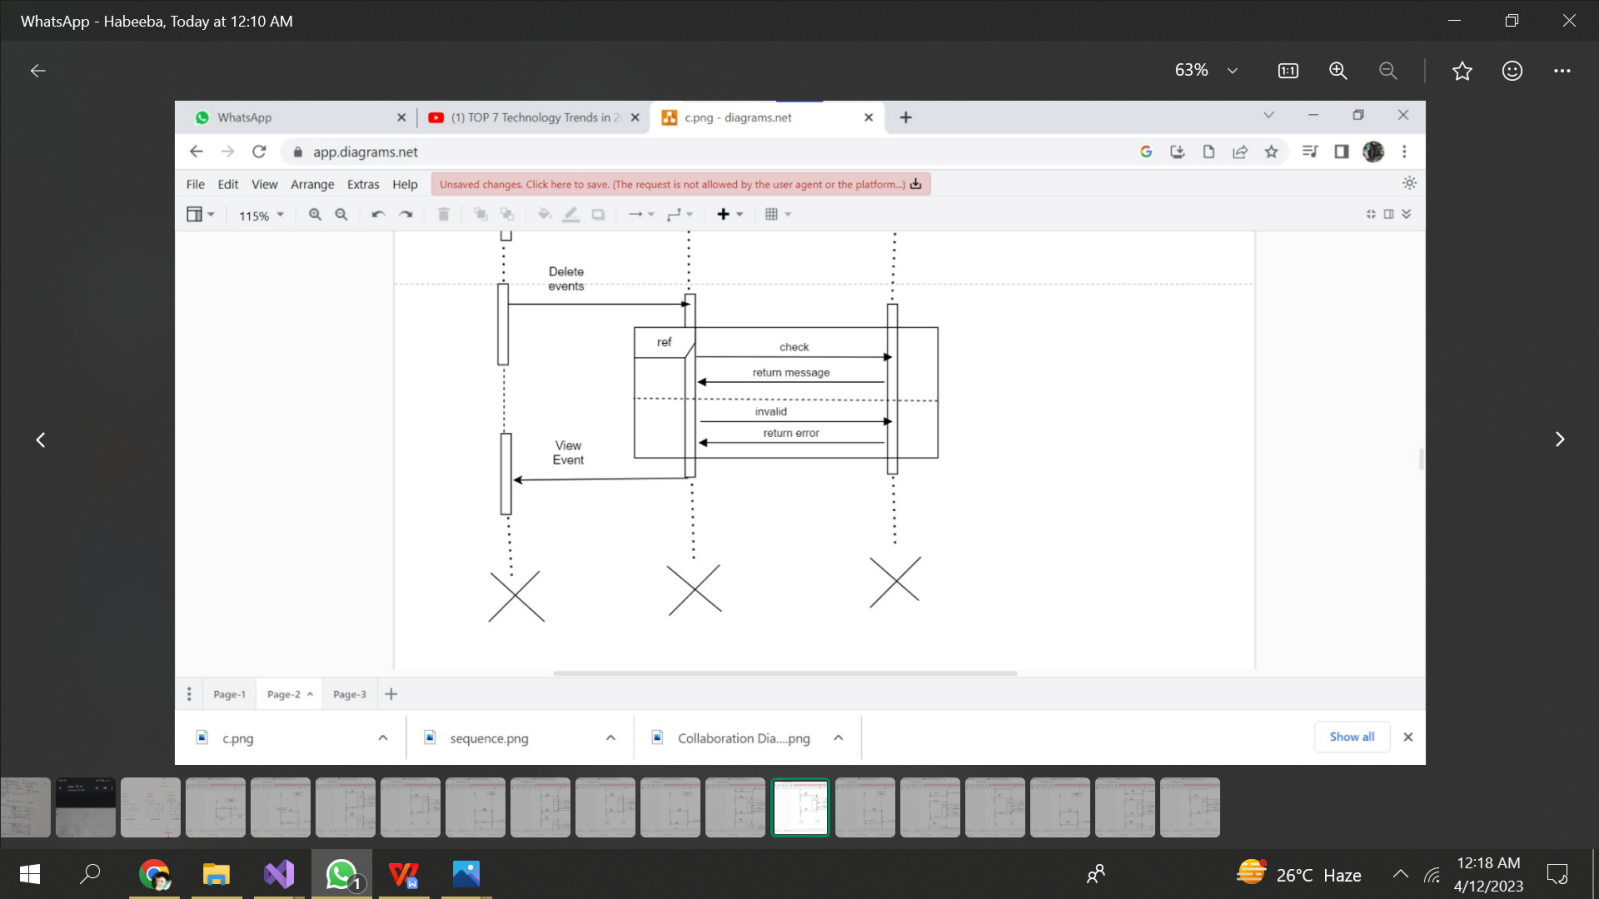 WhatsApp - Habeeba, Today at 12:10 AM
63%
1:1
WhatsApp
(1) TOP 7 Technology Trends in 2
c.png - diagrams.net
app.diagrams.net
File Edit View Arrange Extras Help
Unsaved changes. Click here to save. (The request is not allowed by the user agent or the platform...)
115%
Delete
events
ref
check
return message
invalid
return error
View
Event
Page-1 Page-2 Page-3
c.png
sequence.png
Collaboration Dia....png
Show all
1
26°C Haze
12:18 AM
4/12/2023